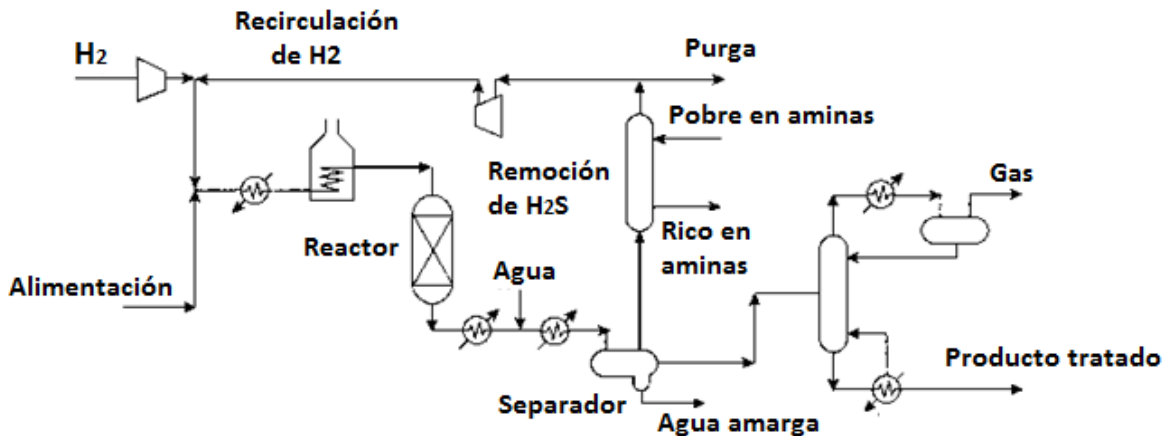 Recirculación
de H2
H2
Purga
Pobre en aminas
Remoción
de H2S
Gas
Reactor
Rico en
aminas
Agua
Alimentación
Producto tratado
Separador
Agua amarga